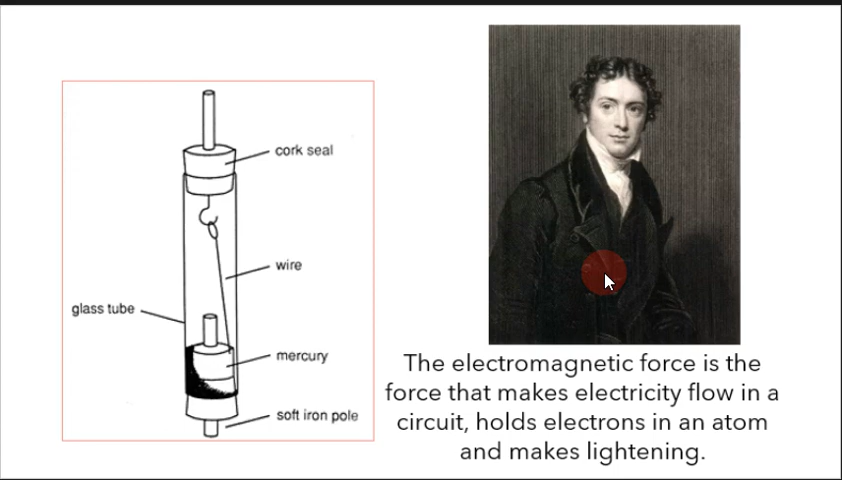 cork seal
wire
glass tube
mercury
soft iron pole
The electromagnetic force is the
force that makes electricity flow in a
circuit, holds electrons in an atom
and makes lightening.